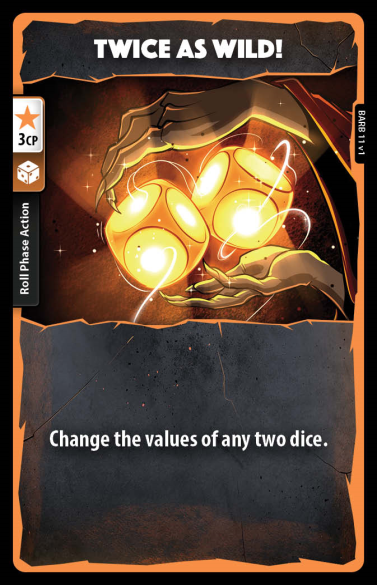 TWICE AS WILD!
3CP
Roll Phase Action
BARB 11 v1
Change the values of any two dice.